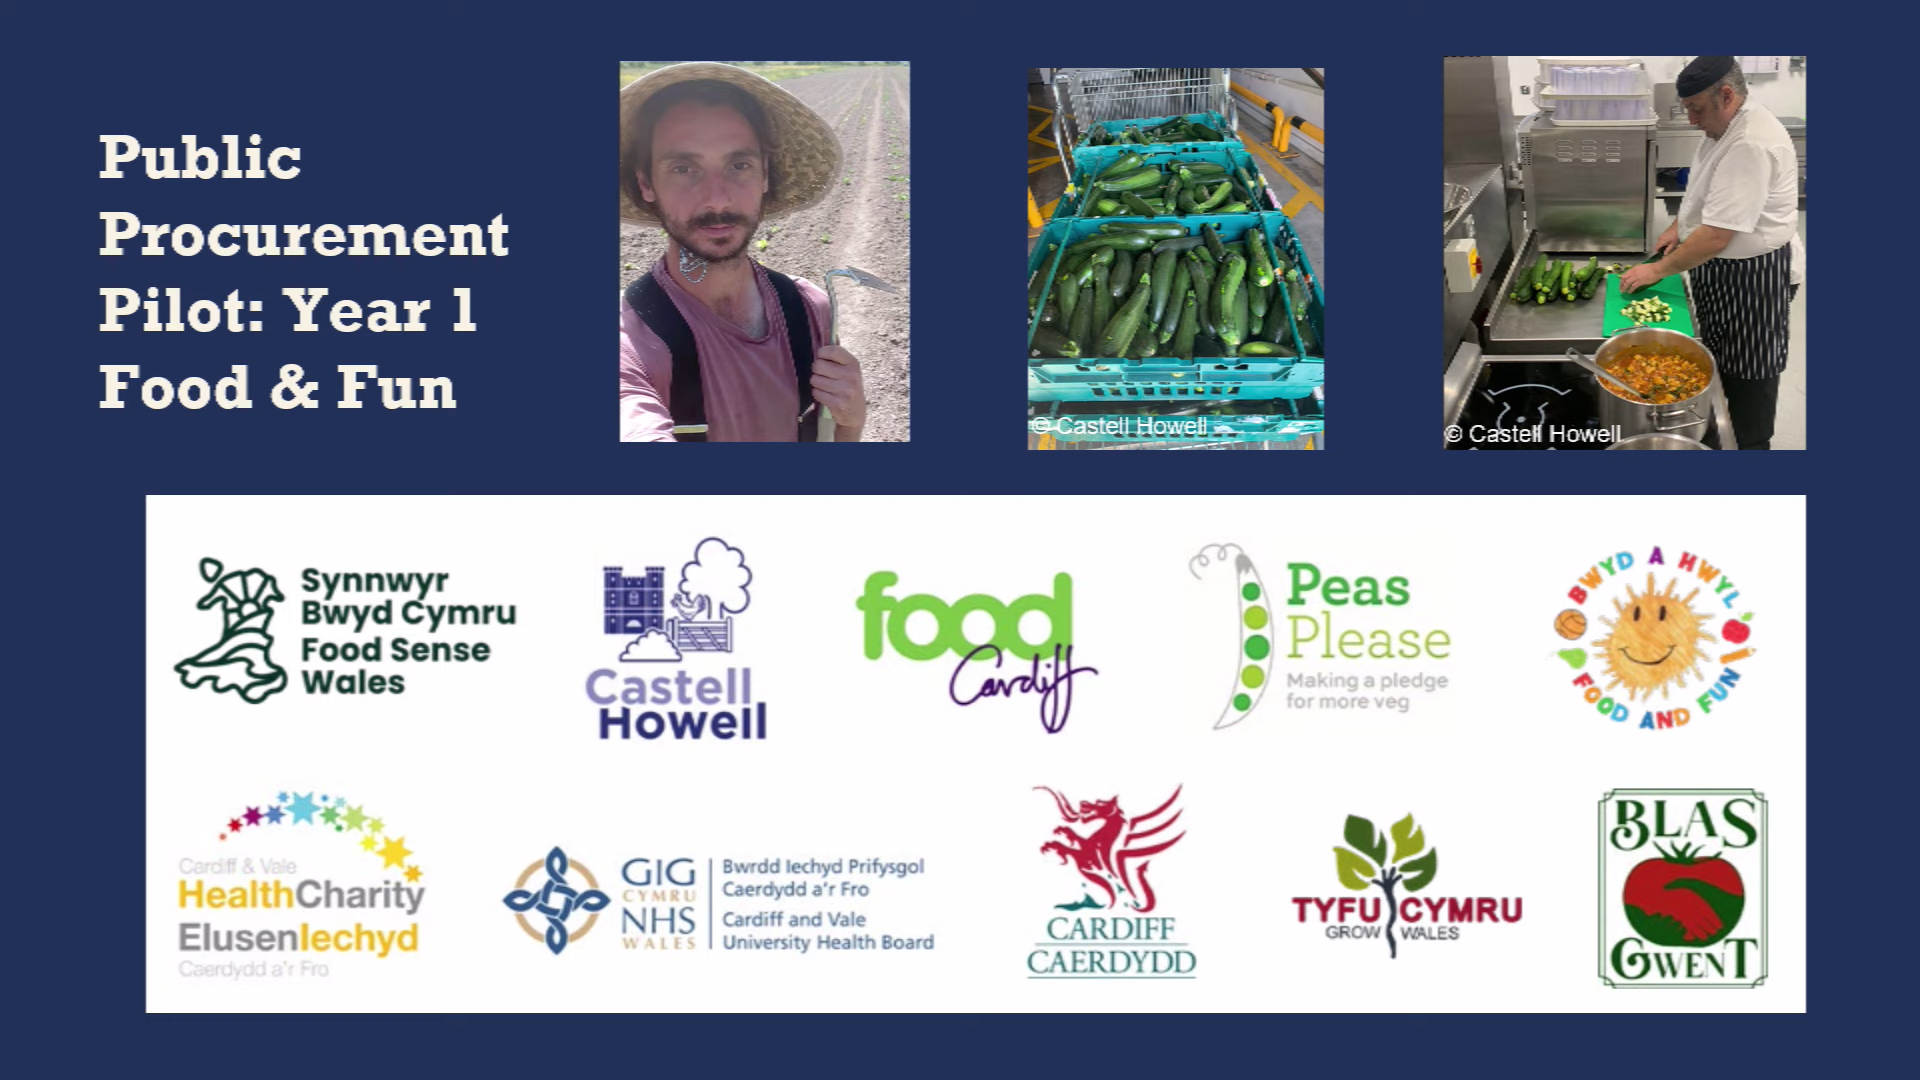 Public
Procurement
Pilot: Year 1
Food & Fun
© Castell Howell
© Castell Howell
Synnwyr
Bwyd Cymru
Food Sense
Wales
Castell
Howell
food
Cardiff
Peas
Please
Making a pledge
for more veg
BWYD A HWYL
FOOD AND FUN
Cardiff & Vale
HealthCharity
ElusenIechyd
Caerdydd a'r Fro
GIG
CYMRU
NHS
WALES
Bwrdd Iechyd Prifysgol
Caerdydd a'r Fro
Cardiff and Vale
University Health Board
CARDIFF
CAERDYDD
TYFU CYMRU
GROW WALES
BLAS
GWENT